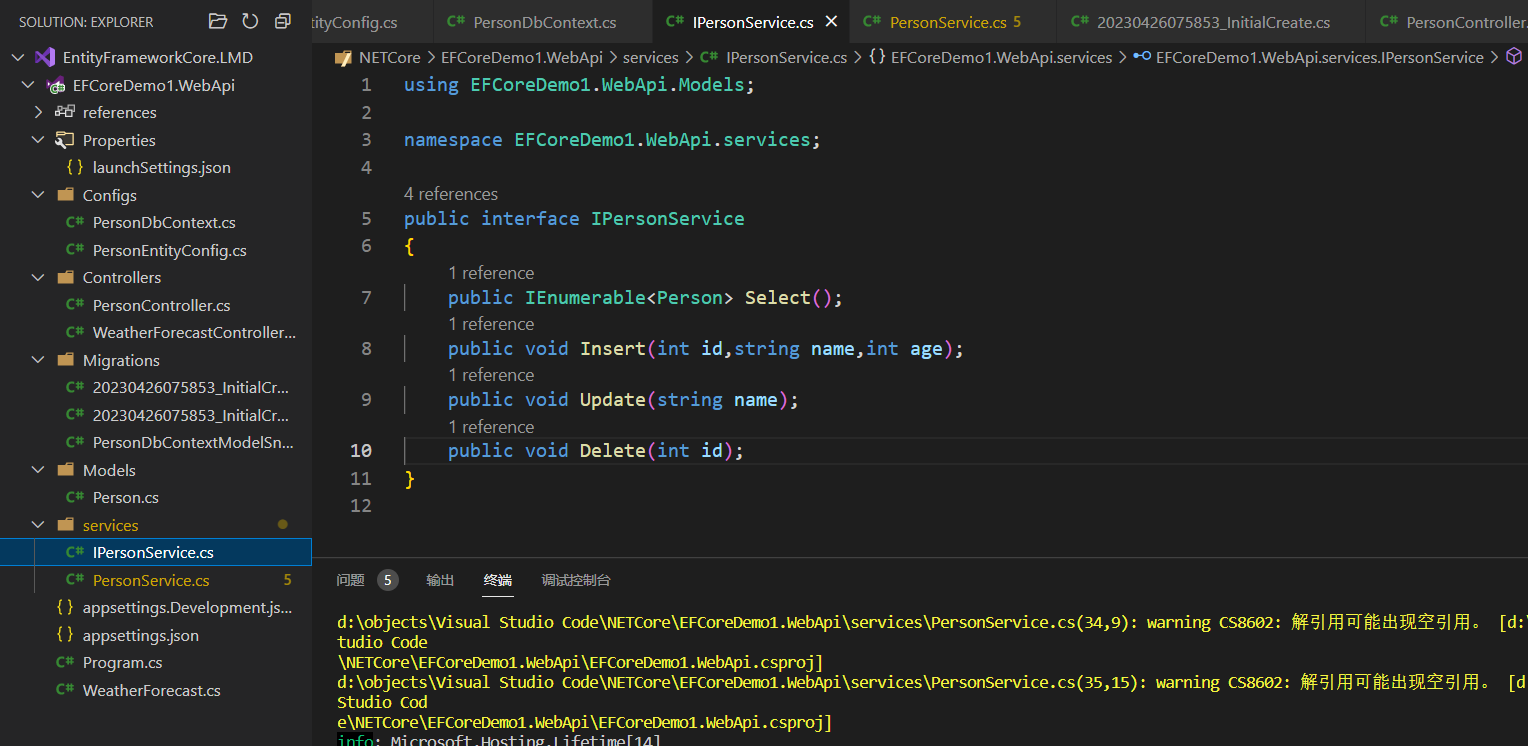 SOLUTION: EXPLORER
EntityFrameworkCore.LMD
EFCoreDemo1.WebApi
references
Properties
launchSettings.json
Configs
PersonDbContext.cs
PersonEntityConfig.cs
Controllers
PersonController.cs
WeatherForecastController...
Migrations
20230426075853_InitialCr...
20230426075853_InitialCr...
PersonDbContextModelSn...
Models
Person.cs
services
IPersonService.cs
PersonService.cs 5
appsettings.Development.js...
appsettings.json
Program.cs
WeatherForecast.cs
tityConfig.cs PersonDbContext.cs IPersonService.cs PersonService.cs 5 20230426075853_InitialCreate.cs PersonController.
NETCore > EFCoreDemo1.WebApi > services > IPersonService.cs > {} EFCoreDemo1.WebApi.services > EFCoreDemo1.WebApi.services.IPersonService >
1 using EFCoreDemo1.WebApi.Models;
2
3 namespace EFCoreDemo1.WebApi.services;
4
4 references
5 public interface IPersonService
6 {
1 reference
7 public IEnumerable<Person> Select();
1 reference
8 public void Insert(int id,string name,int age);
1 reference
9 public void Update(string name);
1 reference
10 public void Delete(int id);
11 }
12
问题 5 输出 终端 调试控制台
d:\objects\Visual Studio Code\NETCore\EFCoreDemo1.WebApi\services\PersonService.cs(34,9): warning CS8602: 解引用可能出现空引用。 [d:\
tudio Code
\NETCore\EFCoreDemo1.WebApi\EFCoreDemo1.WebApi.csproj]
d:\objects\Visual Studio Code\NETCore\EFCoreDemo1.WebApi\services\PersonService.cs(35,15): warning CS8602: 解引用可能出现空引用。 [d
Studio Cod
e\NETCore\EFCoreDemo1.WebApi\EFCoreDemo1.WebApi.csproj]
info: Microsoft.Hosting.Lifetime[14]